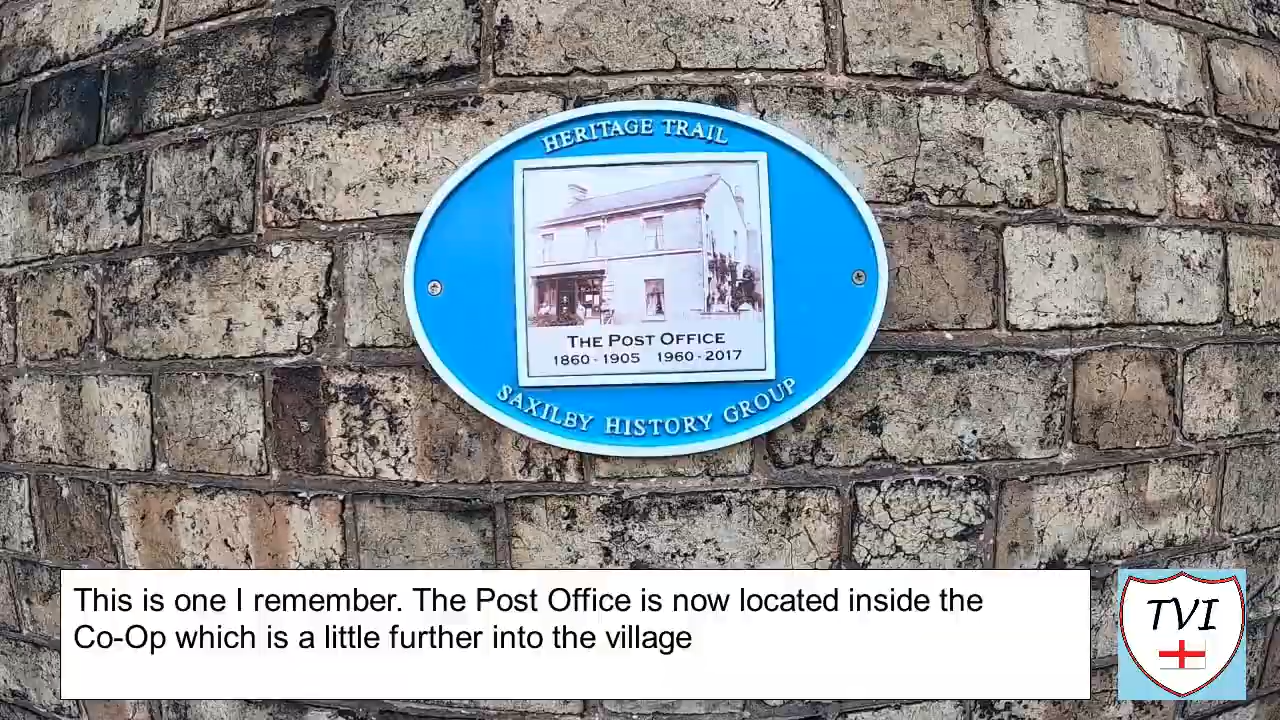 HERITAGE TRAIL
THE POST OFFICE
1860 - 1905 1960 - 2017
SAXILBY HISTORY GROUP
This is one I remember. The Post Office is now located inside the
Co-Op which is a little further into the village
TVI